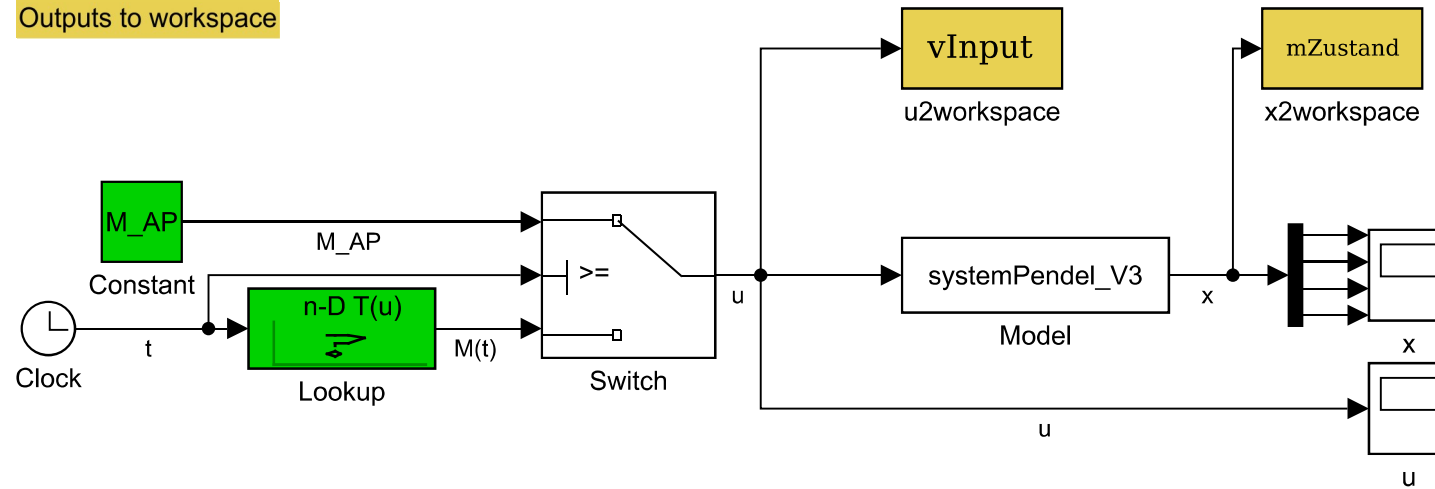 Outputs to workspace
vInput
mZustand
u2workspace
x2workspace
M_AP
M_AP
Constant
>=
systemPendel_V3
n-D T(u)
u
x
t
M(t)
Model
x
Clock
Lookup
Switch
u
u